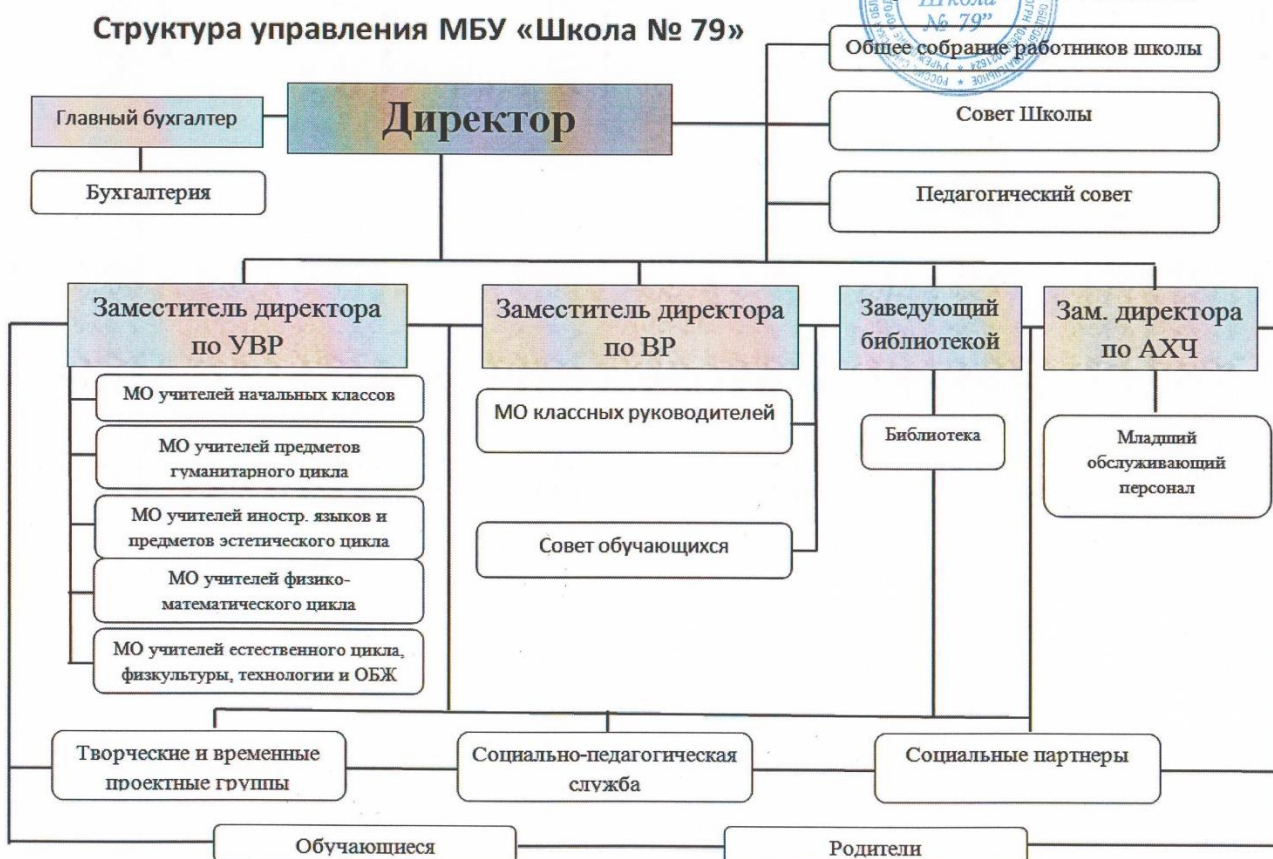 Школа
№ 79”
Структура управления МБУ «Школа № 79»
Общее собрание работников школы
Главный бухгалтер
Директор
Совет Школы
Бухгалтерия
Педагогический совет
Заместитель директора
по УВР
Заместитель директора
по ВР
Заведующий
библиотекой
Зам. директора
по АХЧ
МО учителей начальных классов
МО учителей предметов
гуманитарного цикла
МО учителей иностр. языков и
предметов эстетического цикла
МО учителей физико-
математического цикла
МО учителей естественного цикла,
физкультуры, технологии и ОБЖ
МО классных руководителей
Совет обучающихся
Библиотека
Младший
обслуживающий
персонал
Творческие и временные
проектные группы
Социально-педагогическая
служба
Социальные партнеры
Обучающиеся
Родители